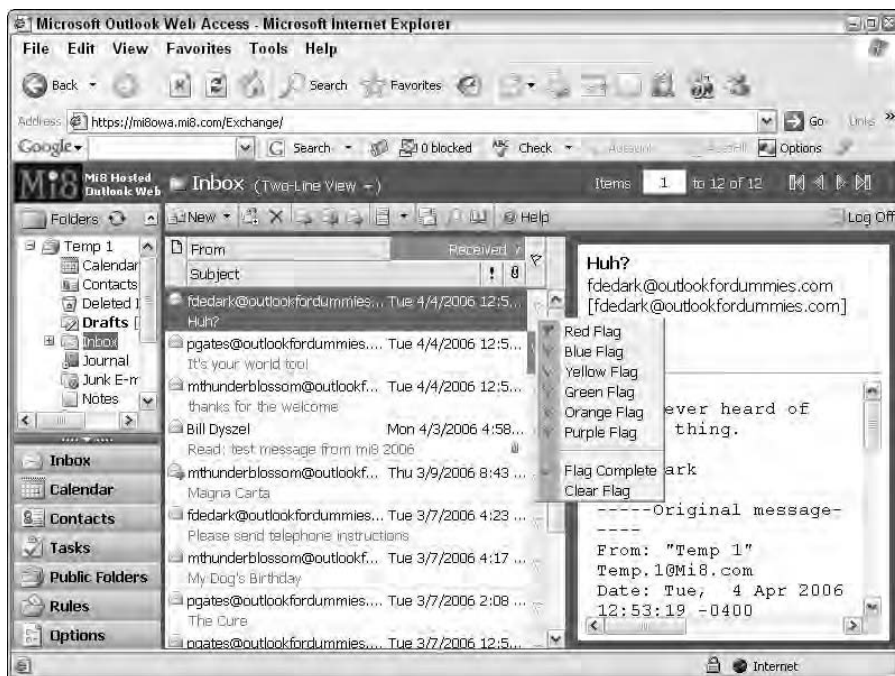 Microsoft Outlook Web Access - Microsoft Internet Explorer
File Edit View Favorites Tools Help
Back Search Favorites
Address https://mi8owa.mi8.com/Exchange/ Go Links »
Google Search 0 blocked Check Options
Mi8 Mi8 Hosted Outlook Web Inbox (Two-Line View) Items 1 to 12 of 12
Folders New Help Log Off
Temp 1
Calendar
Contacts
Deleted I
Drafts [
Inbox
Journal
Junk E-m
Notes
Inbox
Calendar
Contacts
Tasks
Public Folders
Rules
Options
From Received
Subject
fdedark@outlookfordummies... Tue 4/4/2006 12:5...
Huh?
pgates@outlookfordummies.... Tue 4/4/2006 12:5...
It's your world too!
mthunderblossom@outlookf... Tue 4/4/2006 12:5...
thanks for the welcome
Bill Dyszel Mon 4/3/2006 4:58...
Read: test message from mi8 2006
mthunderblossom@outlookf... Thu 3/9/2006 8:43 ...
Magna Carta
fdedark@outlookfordummies... Tue 3/7/2006 4:23 ...
Please send telephone instructions
mthunderblossom@outlookf... Tue 3/7/2006 4:17 ...
My Dog's Birthday
pgates@outlookfordummies.... Tue 3/7/2006 2:08 ...
The Cure
pgates@outlookfordummies.... Tue 3/7/2006 12:5...
Red Flag
Blue Flag
Yellow Flag
Green Flag
Orange Flag
Purple Flag
Flag Complete
Clear Flag
Huh?
fdedark@outlookfordummies.com
[fdedark@outlookfordummies.com]
ever heard of
thing.
ark
-----Original message-
----
From: "Temp 1"
Temp.1@Mi8.com
Date: Tue, 4 Apr 2006
12:53:19 -0400
Internet